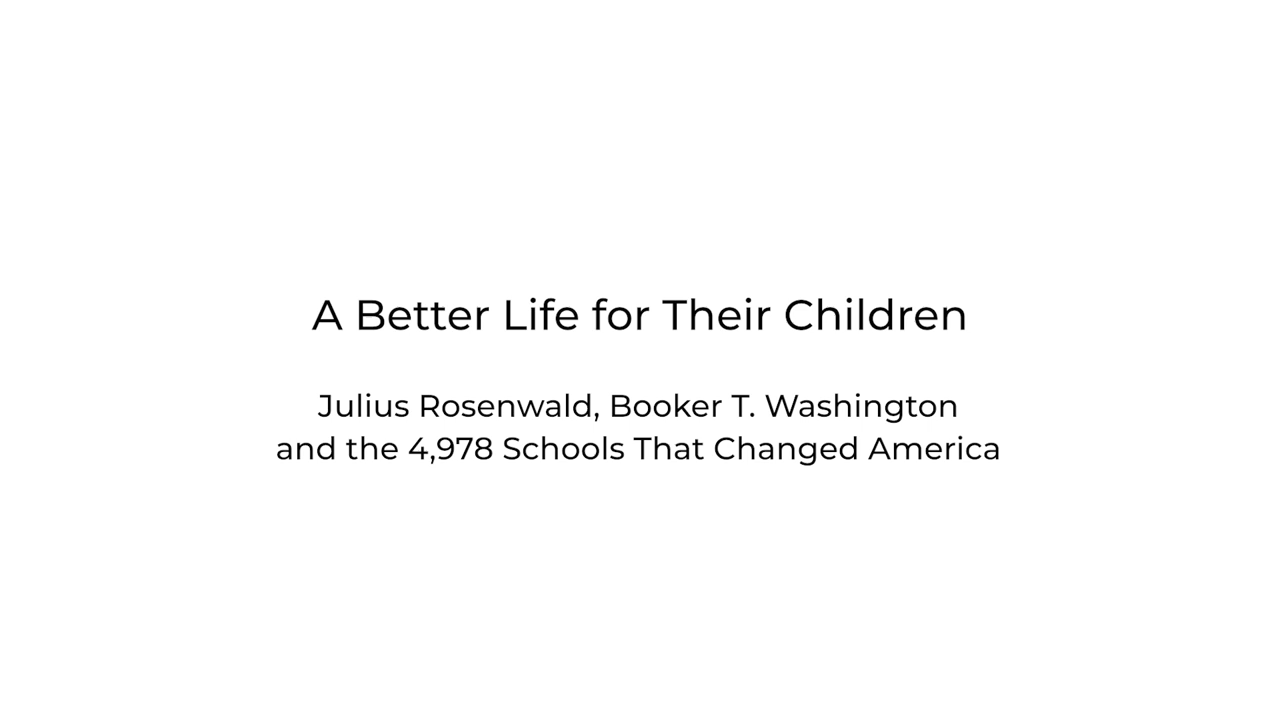 A Better Life for Their Children
Julius Rosenwald, Booker T. Washington
and the 4,978 Schools That Changed America